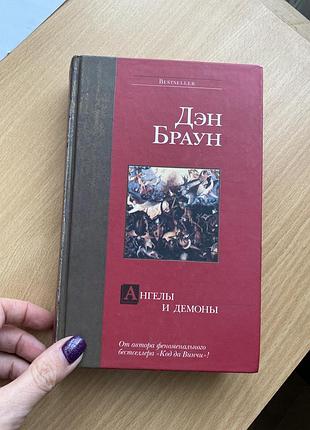 BESTSELLER
ДЭН
БРАУН
АНГЕЛЫ
И ДЕМОНЫ
От автора феноменального
бестселлера «Код да Винчи»!